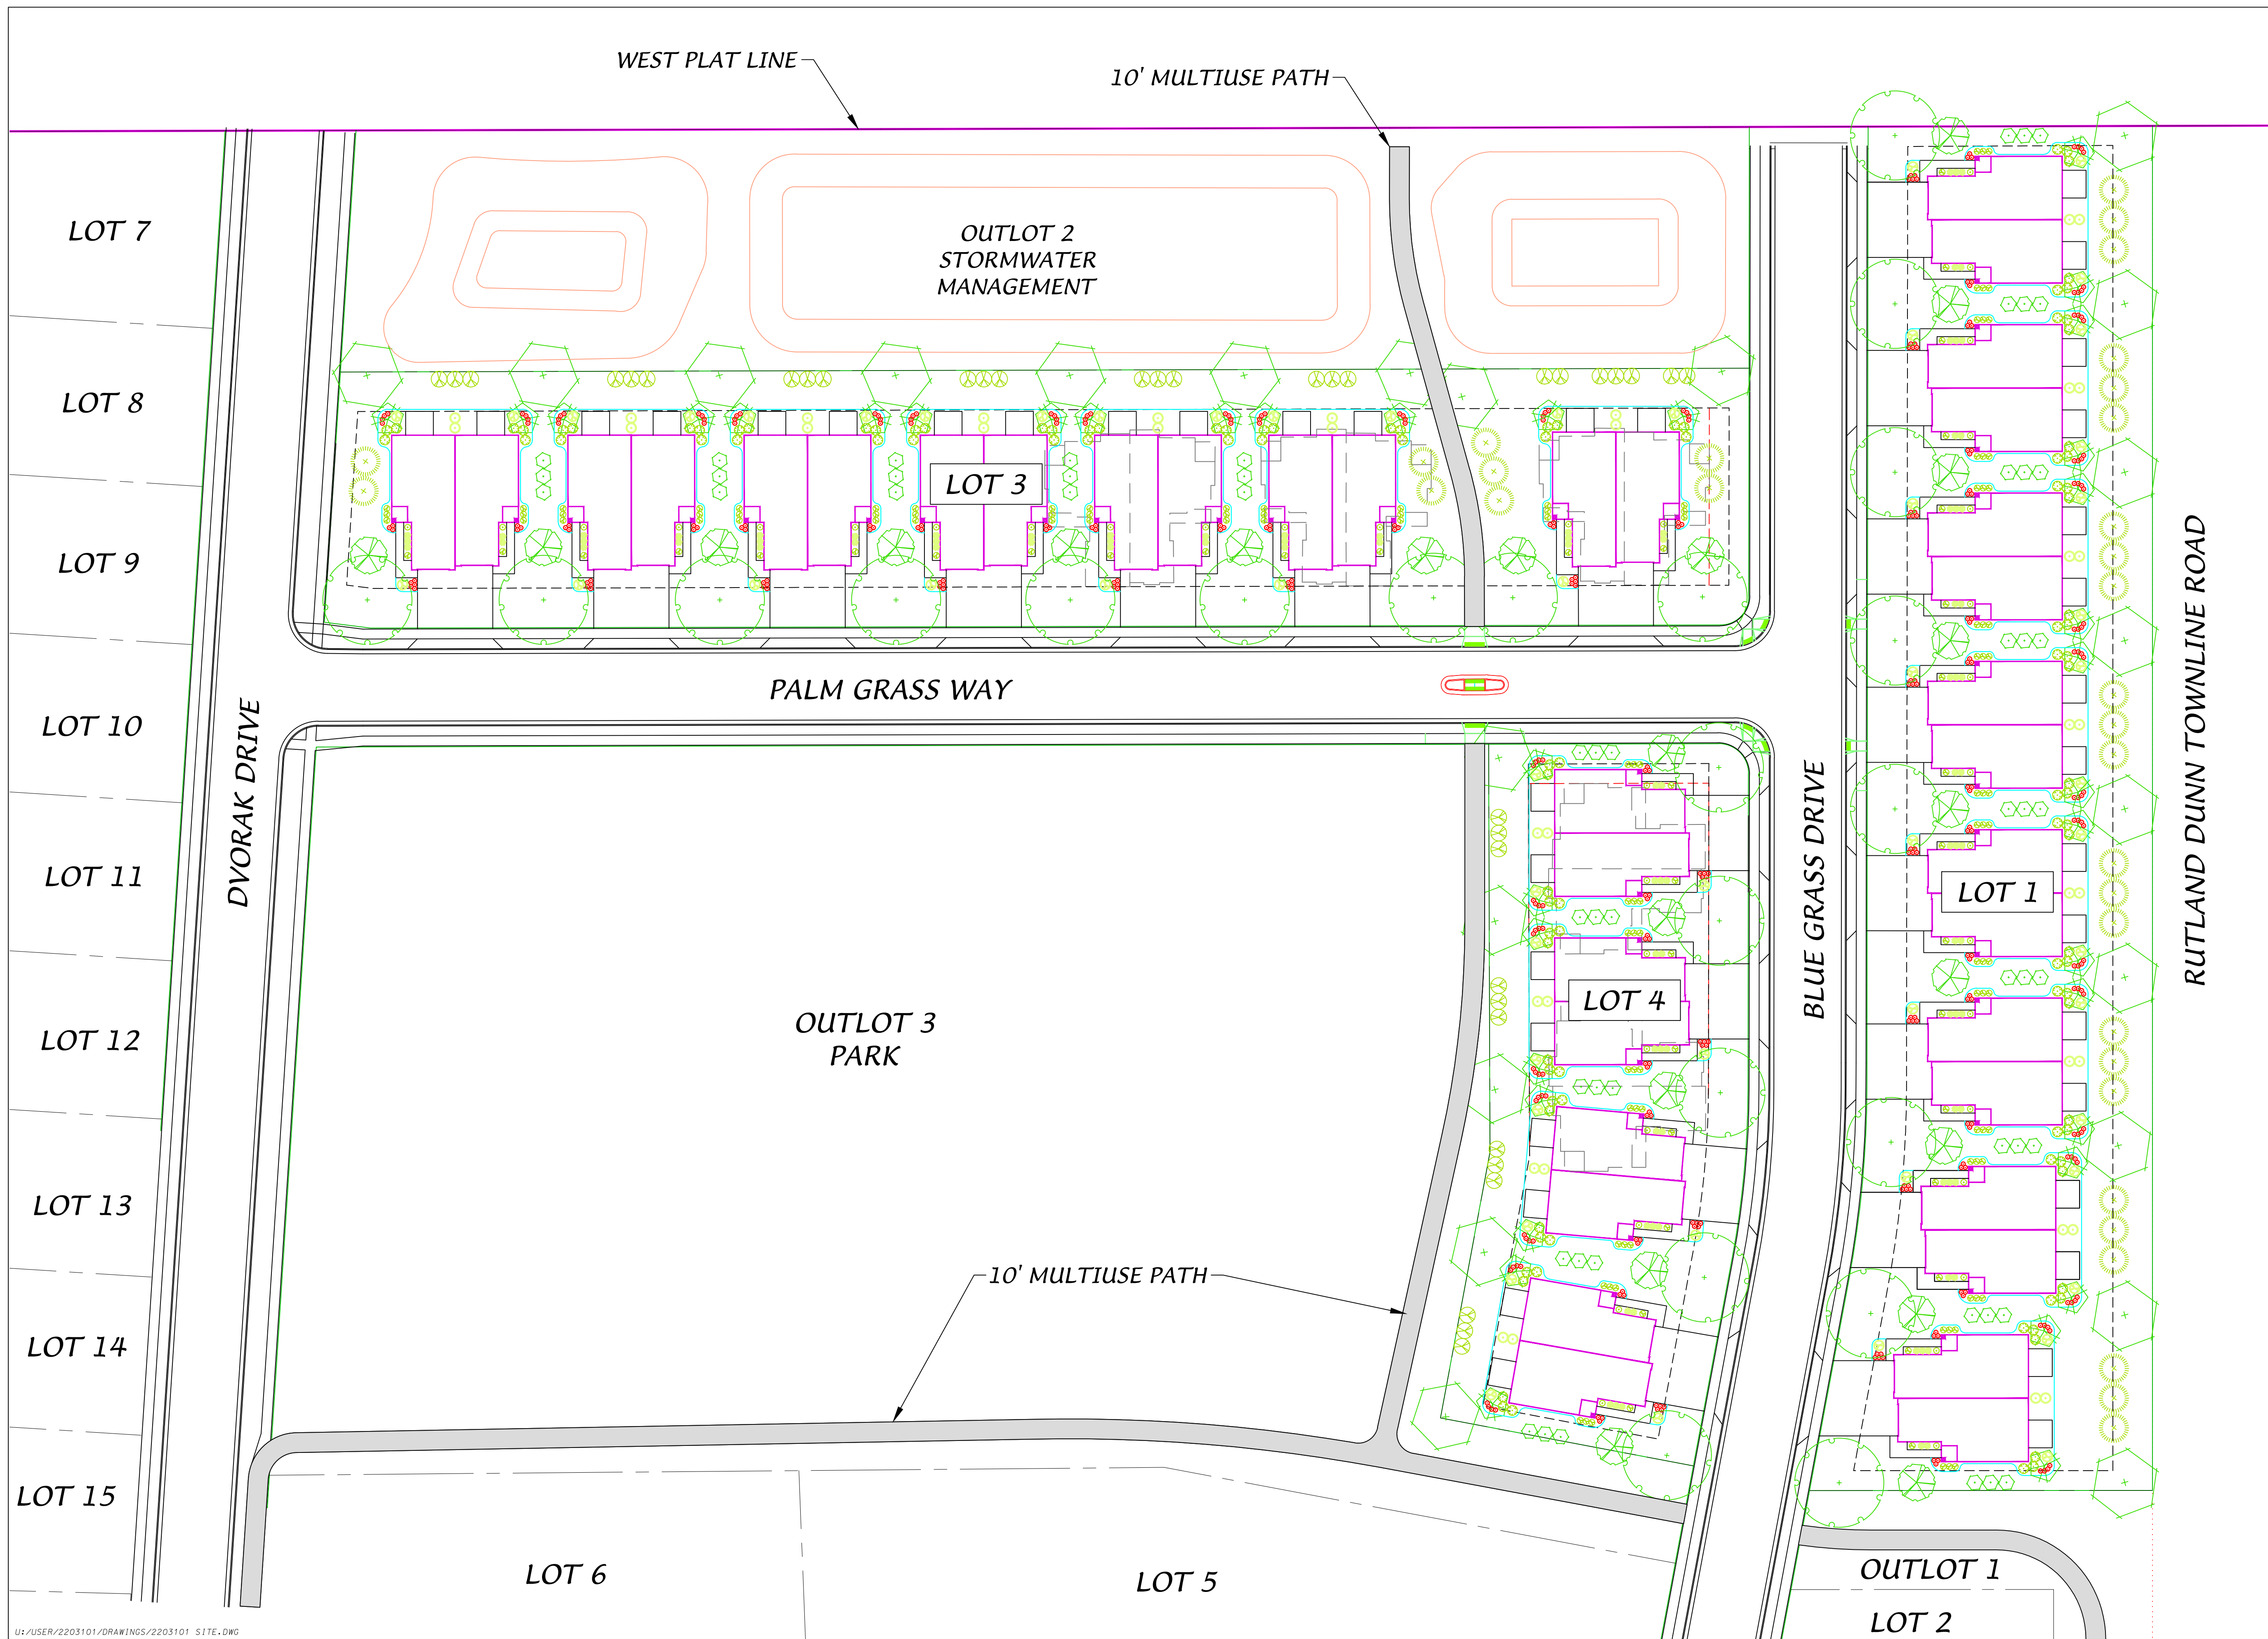 WEST PLAT LINE
10' MULTIUSE PATH
LOT 7
OUTLOT 2
STORMWATER
MANAGEMENT
LOT 8
LOT 3
LOT 9
PALM GRASS WAY
LOT 10
DVORAK DRIVE
LOT 11
BLUE GRASS DRIVE
LOT 1
RUTLAND DUNN TOWNLINE ROAD
LOT 4
OUTLOT 3
PARK
LOT 12
LOT 13
10' MULTIUSE PATH
LOT 14
LOT 15
LOT 6
LOT 5
OUTLOT 1
LOT 2
U:/USER/2203101/DRAWINGS/2203101 SITE.DWG